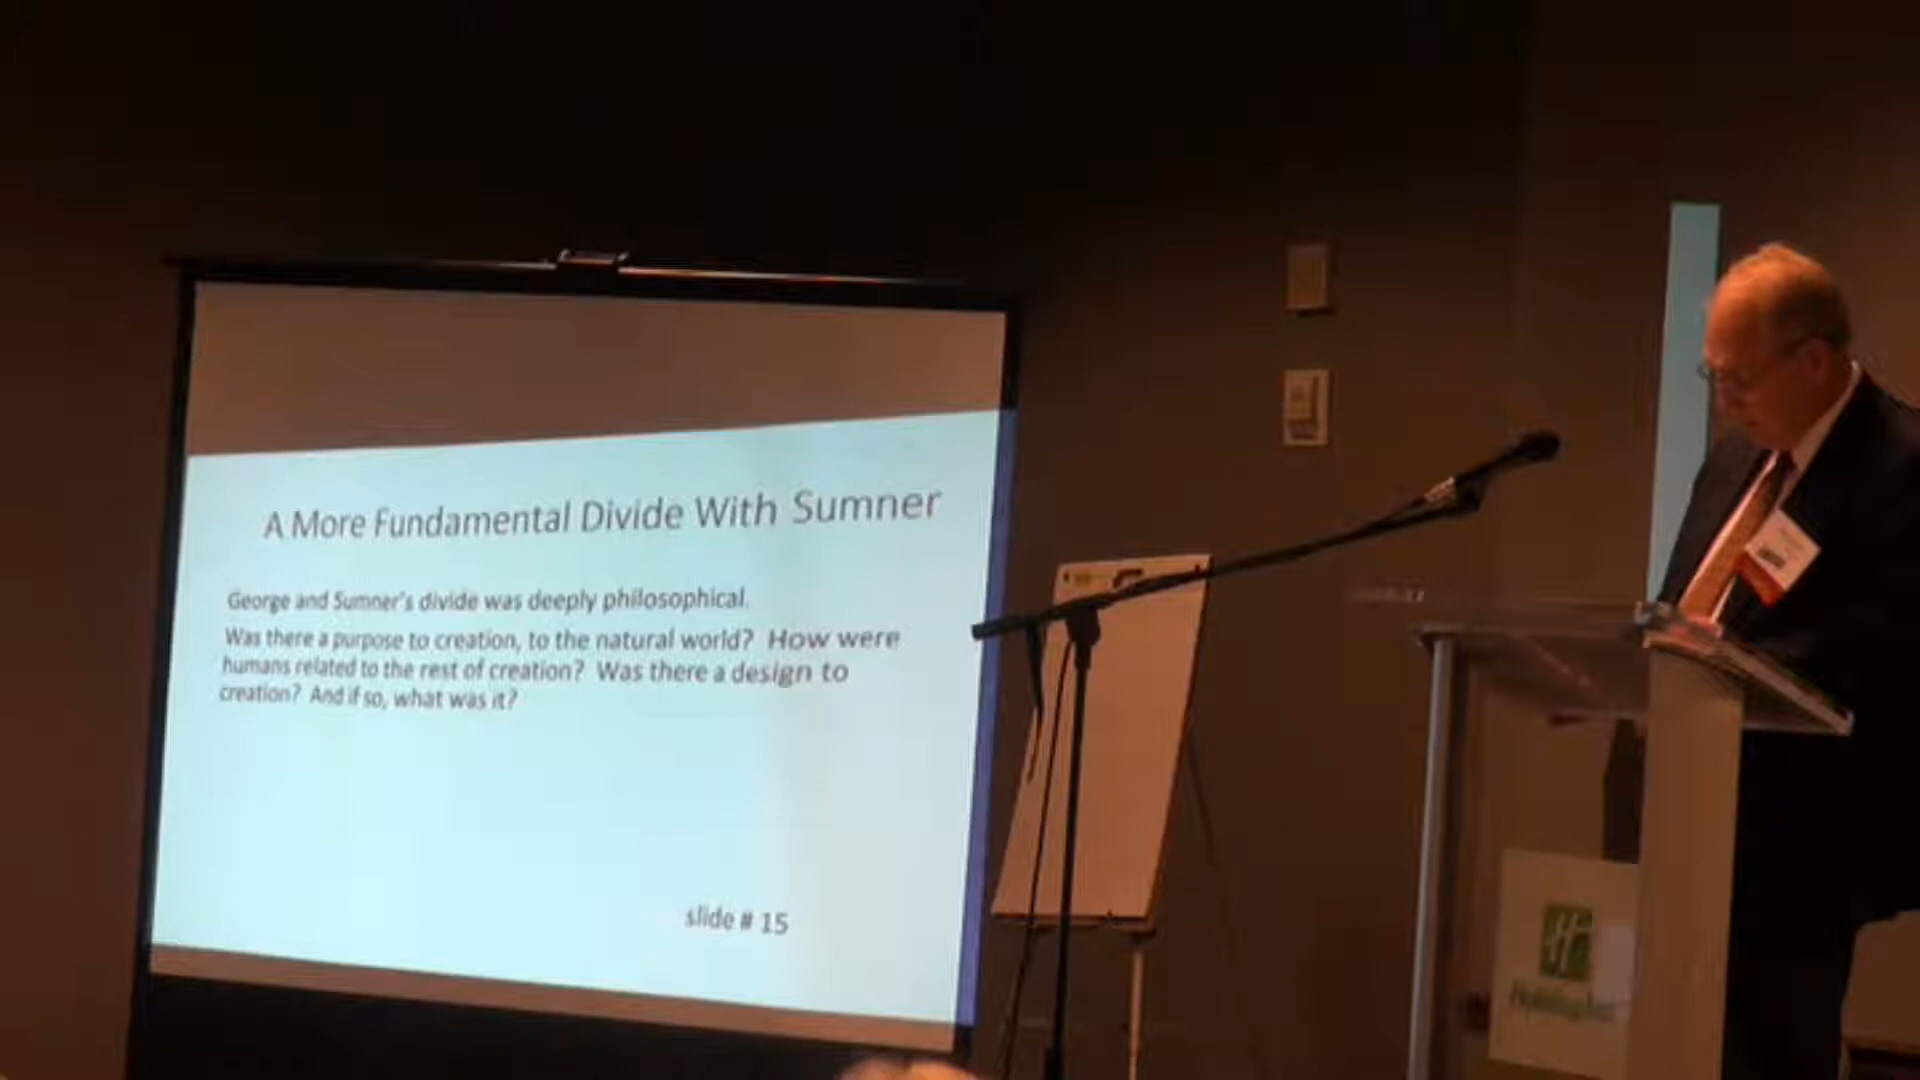 A More Fundamental Divide With Sumner
George and Sumner's divide was deeply philosophical.
Was there a purpose to creation, to the natural world? How were
humans related to the rest of creation? Was there a design to
creation? And if so, what was it?
slide # 15
H
Holiday Inn